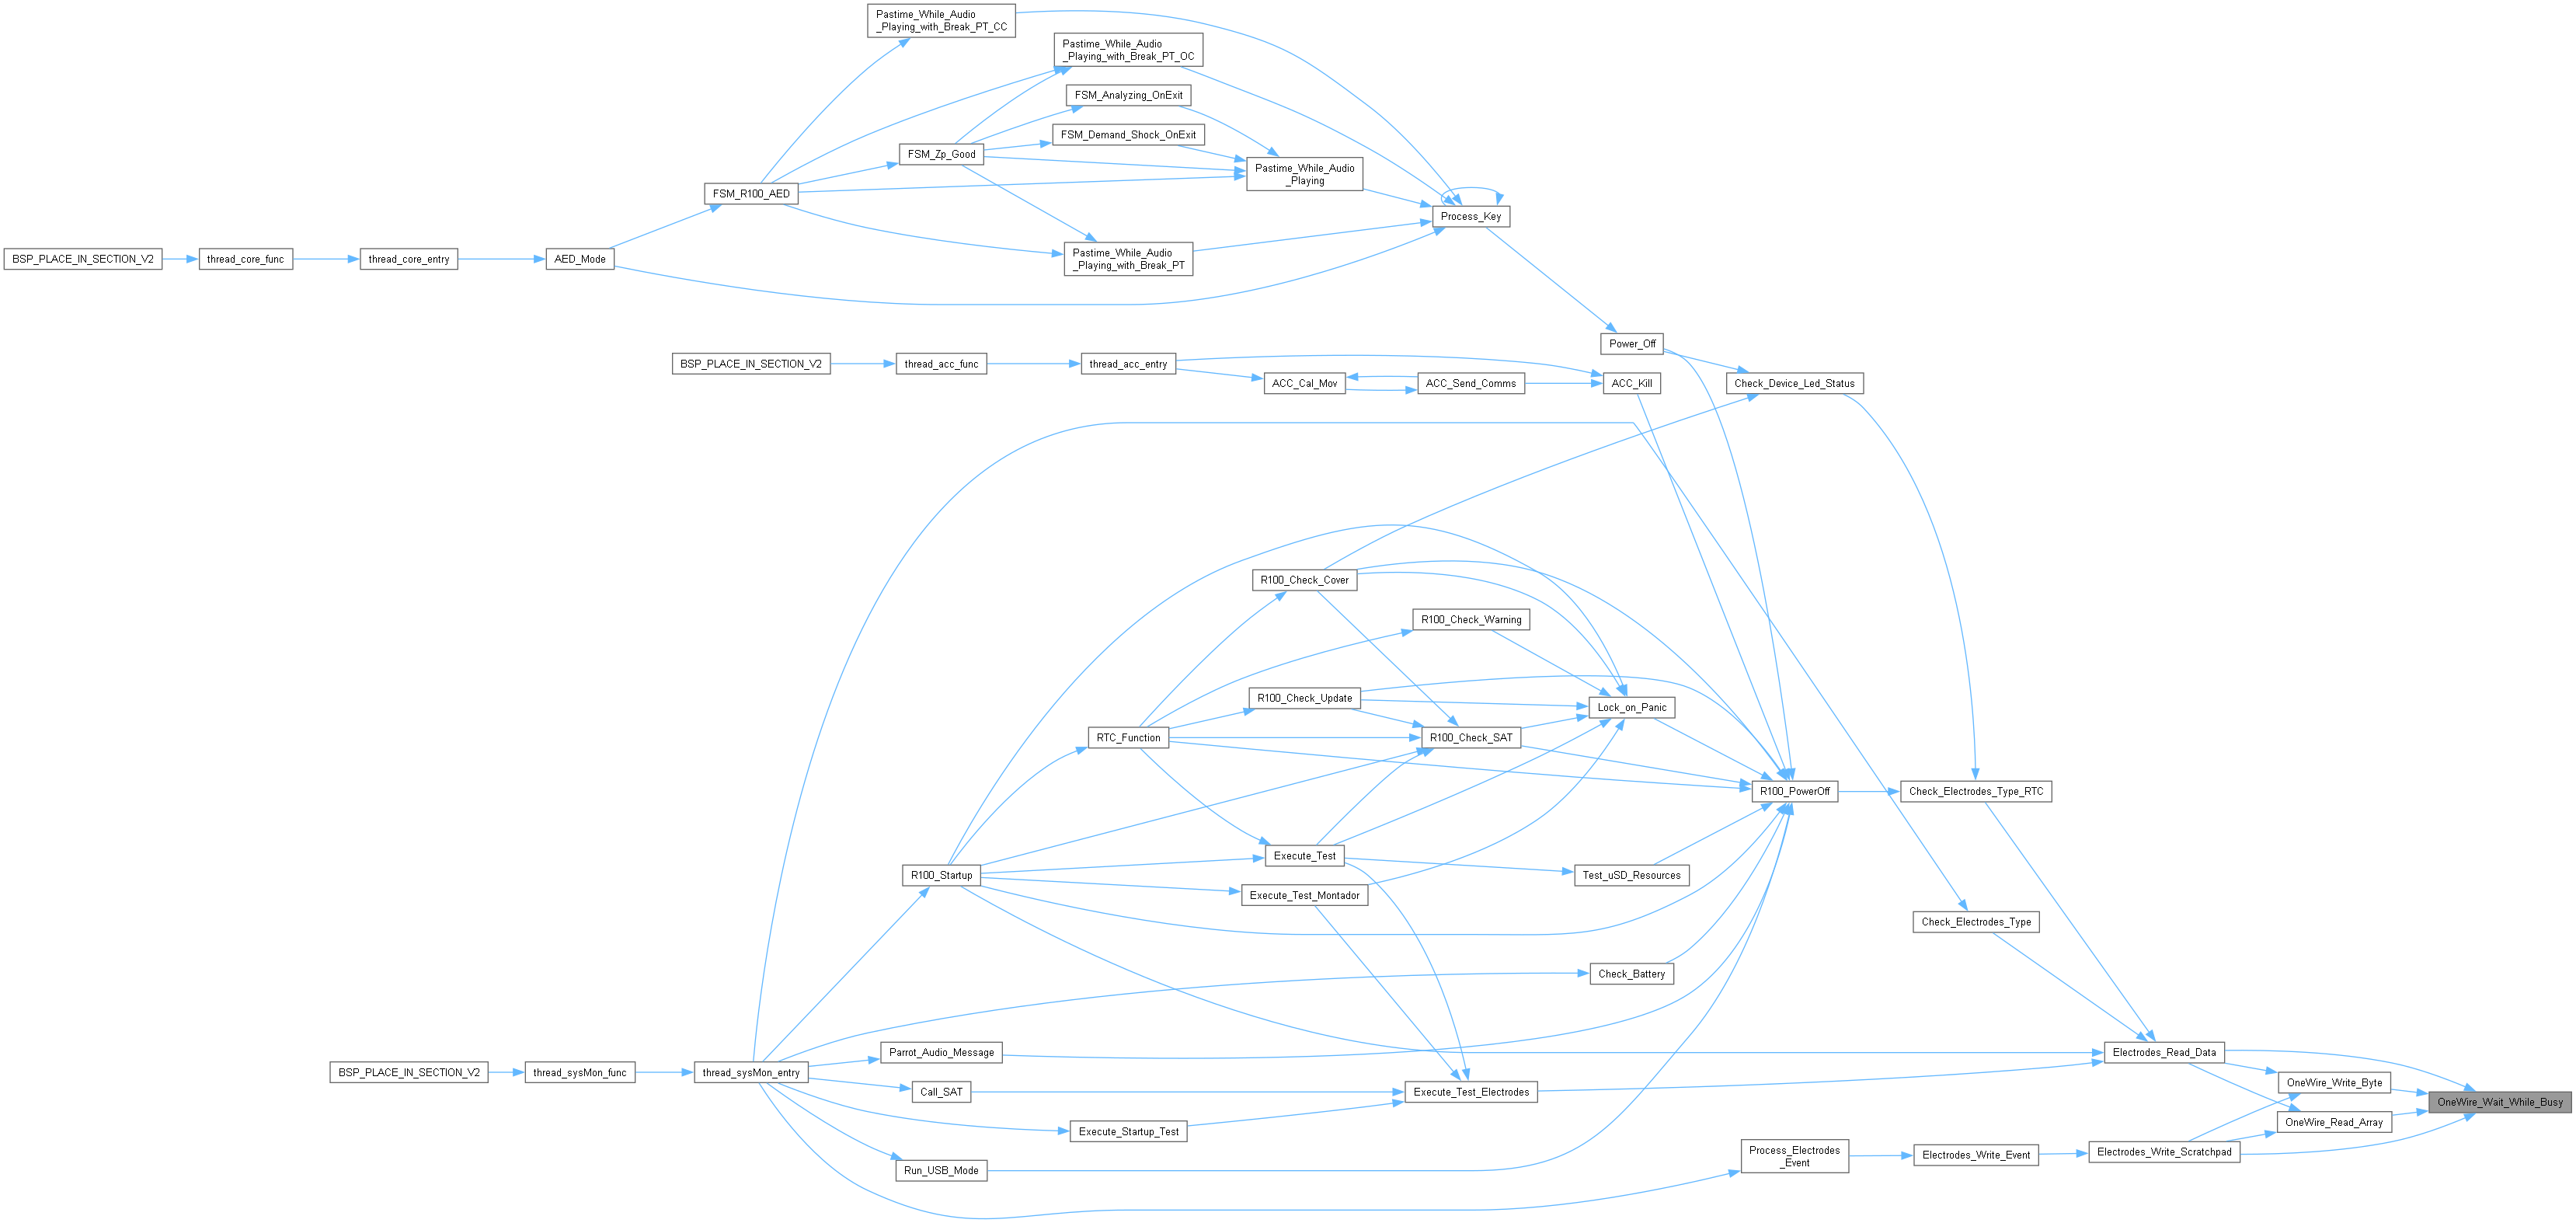 Pastime_While_Audio
_Playing_with_Break_PT_CC
Pastime_While_Audio
_Playing_with_Break_PT_OC
FSM_Analyzing_OnExit
FSM_Demand_Shock_OnExit
FSM_Zp_Good
Pastime_While_Audio
_Playing
FSM_R100_AED
Process_Key
BSP_PLACE_IN_SECTION_V2
thread_core_func
thread_core_entry
AED_Mode
Pastime_While_Audio
_Playing_with_Break_PT
Power_Off
BSP_PLACE_IN_SECTION_V2
thread_acc_func
thread_acc_entry
ACC_Cal_Mov
ACC_Send_Comms
ACC_Kill
Check_Device_Led_Status
R100_Check_Cover
R100_Check_Warning
R100_Check_Update
Lock_on_Panic
RTC_Function
R100_Check_SAT
R100_PowerOff
Check_Electrodes_Type_RTC
Execute_Test
R100_Startup
Test_uSD_Resources
Execute_Test_Montador
Check_Electrodes_Type
Check_Battery
Parrot_Audio_Message
Electrodes_Read_Data
BSP_PLACE_IN_SECTION_V2
thread_sysMon_func
thread_sysMon_entry
OneWire_Write_Byte
Call_SAT
Execute_Test_Electrodes
OneWire_Wait_While_Busy
OneWire_Read_Array
Execute_Startup_Test
Process_Electrodes
_Event
Electrodes_Write_Event
Electrodes_Write_Scratchpad
Run_USB_Mode